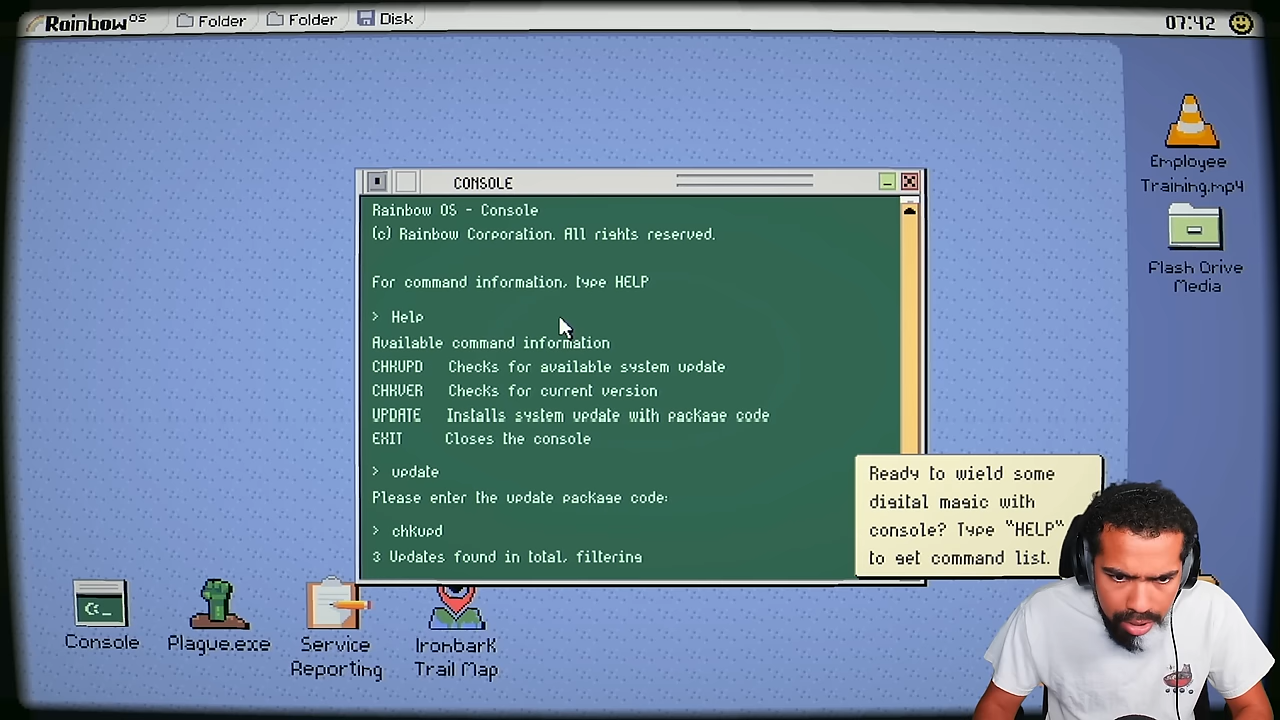 RainbowOS
Folder
Folder
Disk
07:42
Employee
Training.mp4
Flash Drive
Media
CONSOLE
Rainbow OS - Console
(c) Rainbow Corporation. All rights reserved.
For command information, type HELP
> Help
Available command information
CHKUPD Checks for available system update
CHKVER Checks for current version
UPDATE Installs system update with package code
EXIT Closes the console
> update
Please enter the update package code:
> chkupd
3 Updates found in total, filtering
Ready to wield some
digital magic with
console? Type "HELP"
to get command list.
Console
Plague.exe
Service
Reporting
Ironbark
Trail Map